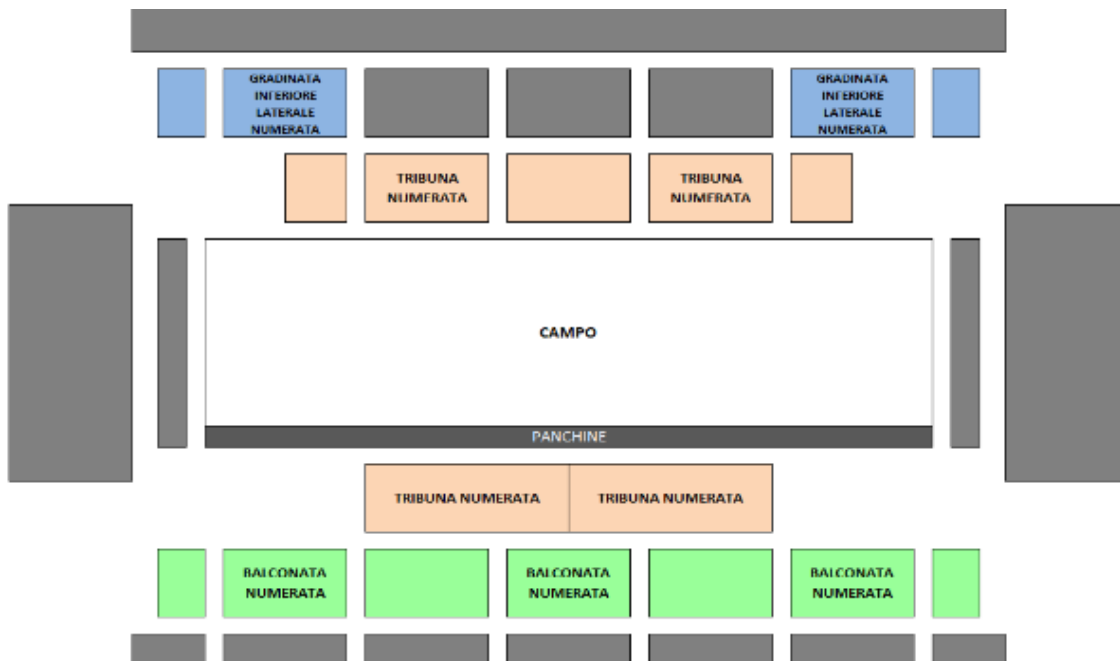 GRADINATA
INFERIORE
LATERALE
NUMERATA
GRADINATA
INFERIORE
LATERALE
NUMERATA
TRIBUNA
NUMERATA
TRIBUNA
NUMERATA
CAMPO
PANCHINE
TRIBUNA NUMERATA
TRIBUNA NUMERATA
BALCONATA
NUMERATA
BALCONATA
NUMERATA
BALCONATA
NUMERATA